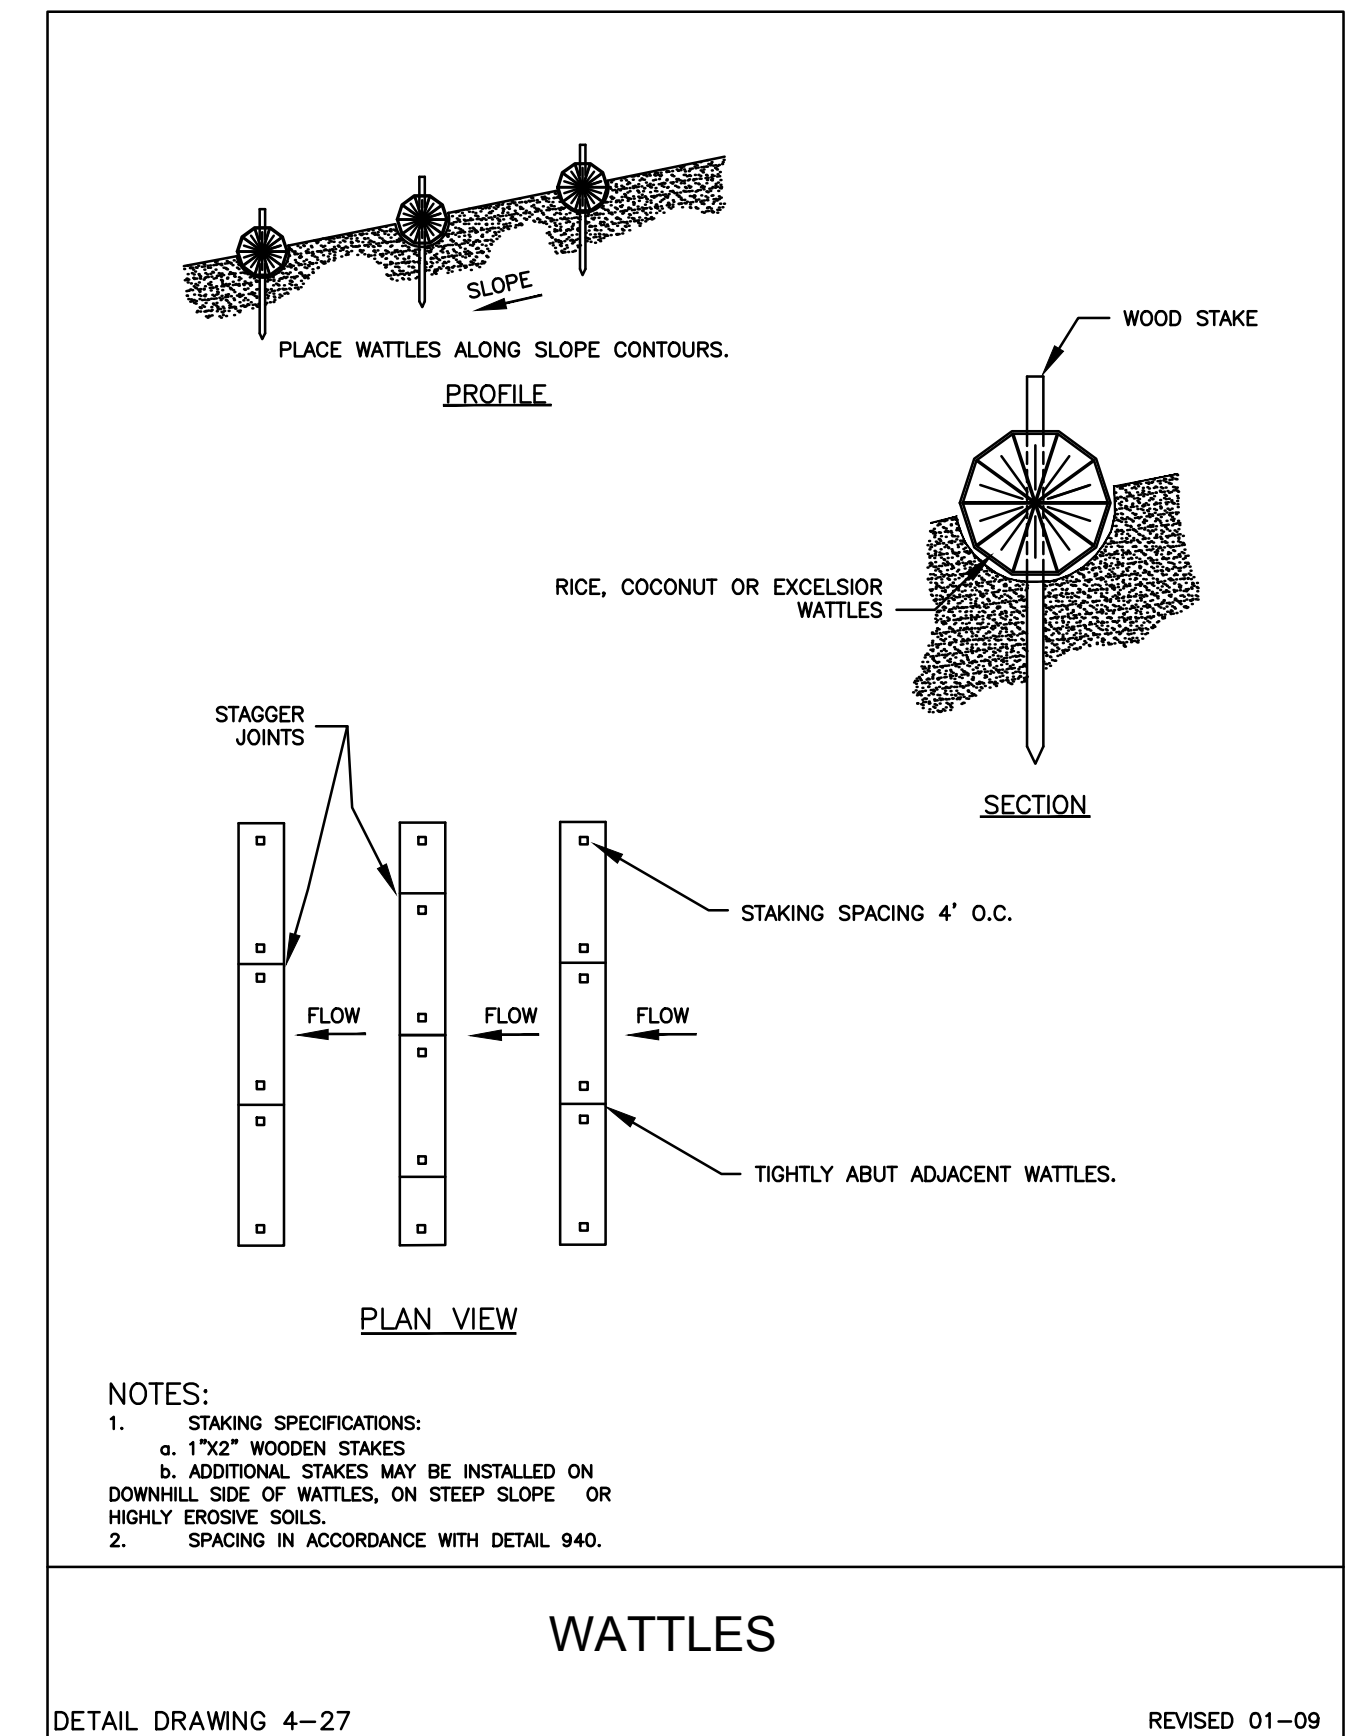 SLOPE
PLACE WATTLES ALONG SLOPE CONTOURS.
PROFILE
WOOD STAKE
RICE, COCONUT OR EXCELSIOR
WATTLES
SECTION
STAGGER
JOINTS
STAKING SPACING 4' O.C.
FLOW
FLOW
FLOW
TIGHTLY ABUT ADJACENT WATTLES.
PLAN VIEW
NOTES:
1. STAKING SPECIFICATIONS:
a. 1"X2" WOODEN STAKES
b. ADDITIONAL STAKES MAY BE INSTALLED ON
DOWNHILL SIDE OF WATTLES, ON STEEP SLOPE OR
HIGHLY EROSIVE SOILS.
2. SPACING IN ACCORDANCE WITH DETAIL 940.
WATTLES
DETAIL DRAWING 4-27
REVISED 01-09